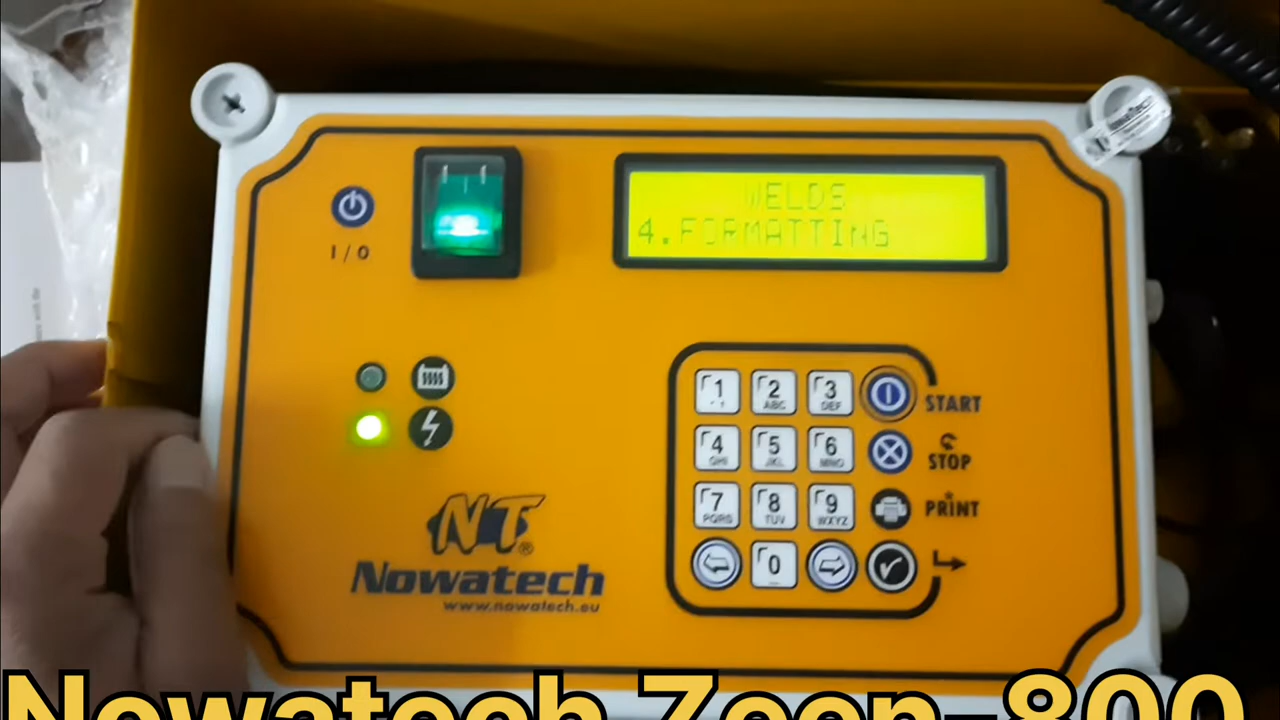 WELDS
4.FORMATTING
I/O
1
2
ABC
3
DEF
START
4
GHI
5
JKL
6
MNO
STOP
7
PQRS
8
TUV
9
WXYZ
PRINT
0
NT®
Nowatech
www.nowatech.eu
Nowatech Zeen-800